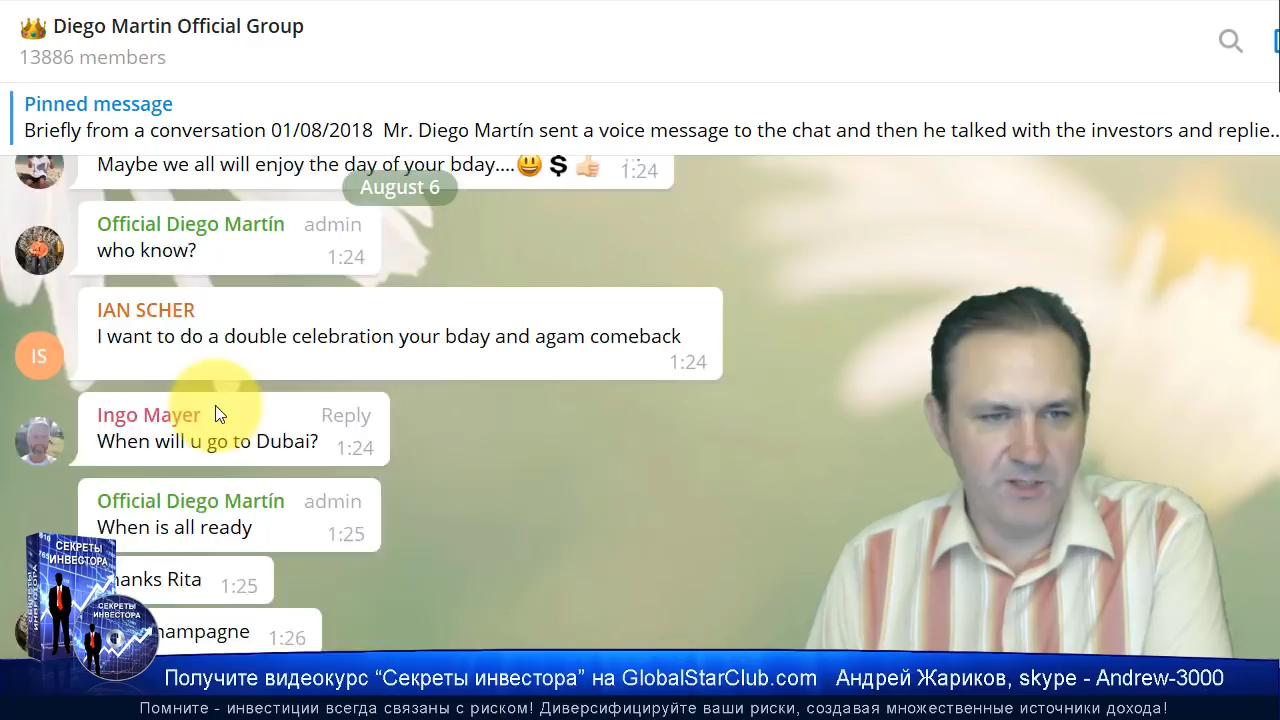 👑 Diego Martin Official Group
13886 members
Pinned message
Briefly from a conversation 01/08/2018 Mr. Diego Martín sent a voice message to the chat and then he talked with the investors and replie...
Maybe we all will enjoy the day of your bday....😃 💲 👍🏻
1:24
August 6
Official Diego Martín admin
who know?
1:24
IAN SCHER
I want to do a double celebration your bday and agam comeback
IS
1:24
Ingo Mayer Reply
When will u go to Dubai?
1:24
Official Diego Martín admin
When is all ready
1:25
hanks Rita
1:25
hampagne
1:26
СЕКРЕТЫ
ИНВЕСТОРА
СЕКРЕТЫ
ИНВЕСТОРА
Получите видеокурс “Секреты инвестора” на GlobalStarClub.com Андрей Жариков, skype - Andrew-3000
Помните - инвестиции всегда связаны с риском! Диверсифицируйте ваши риски, создавая множественные источники дохода!